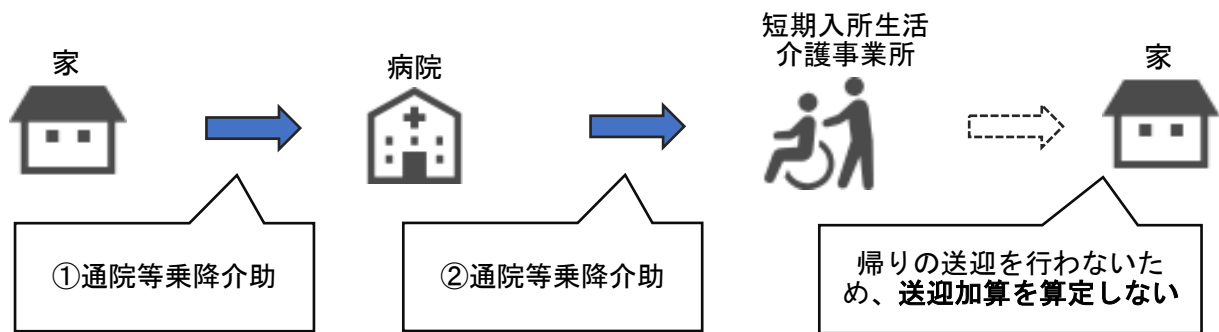 家
病院
短期入所生活
介護事業所
家
①通院等乗降介助
②通院等乗降介助
帰りの送迎を行わないた
め、送迎加算を算定しない